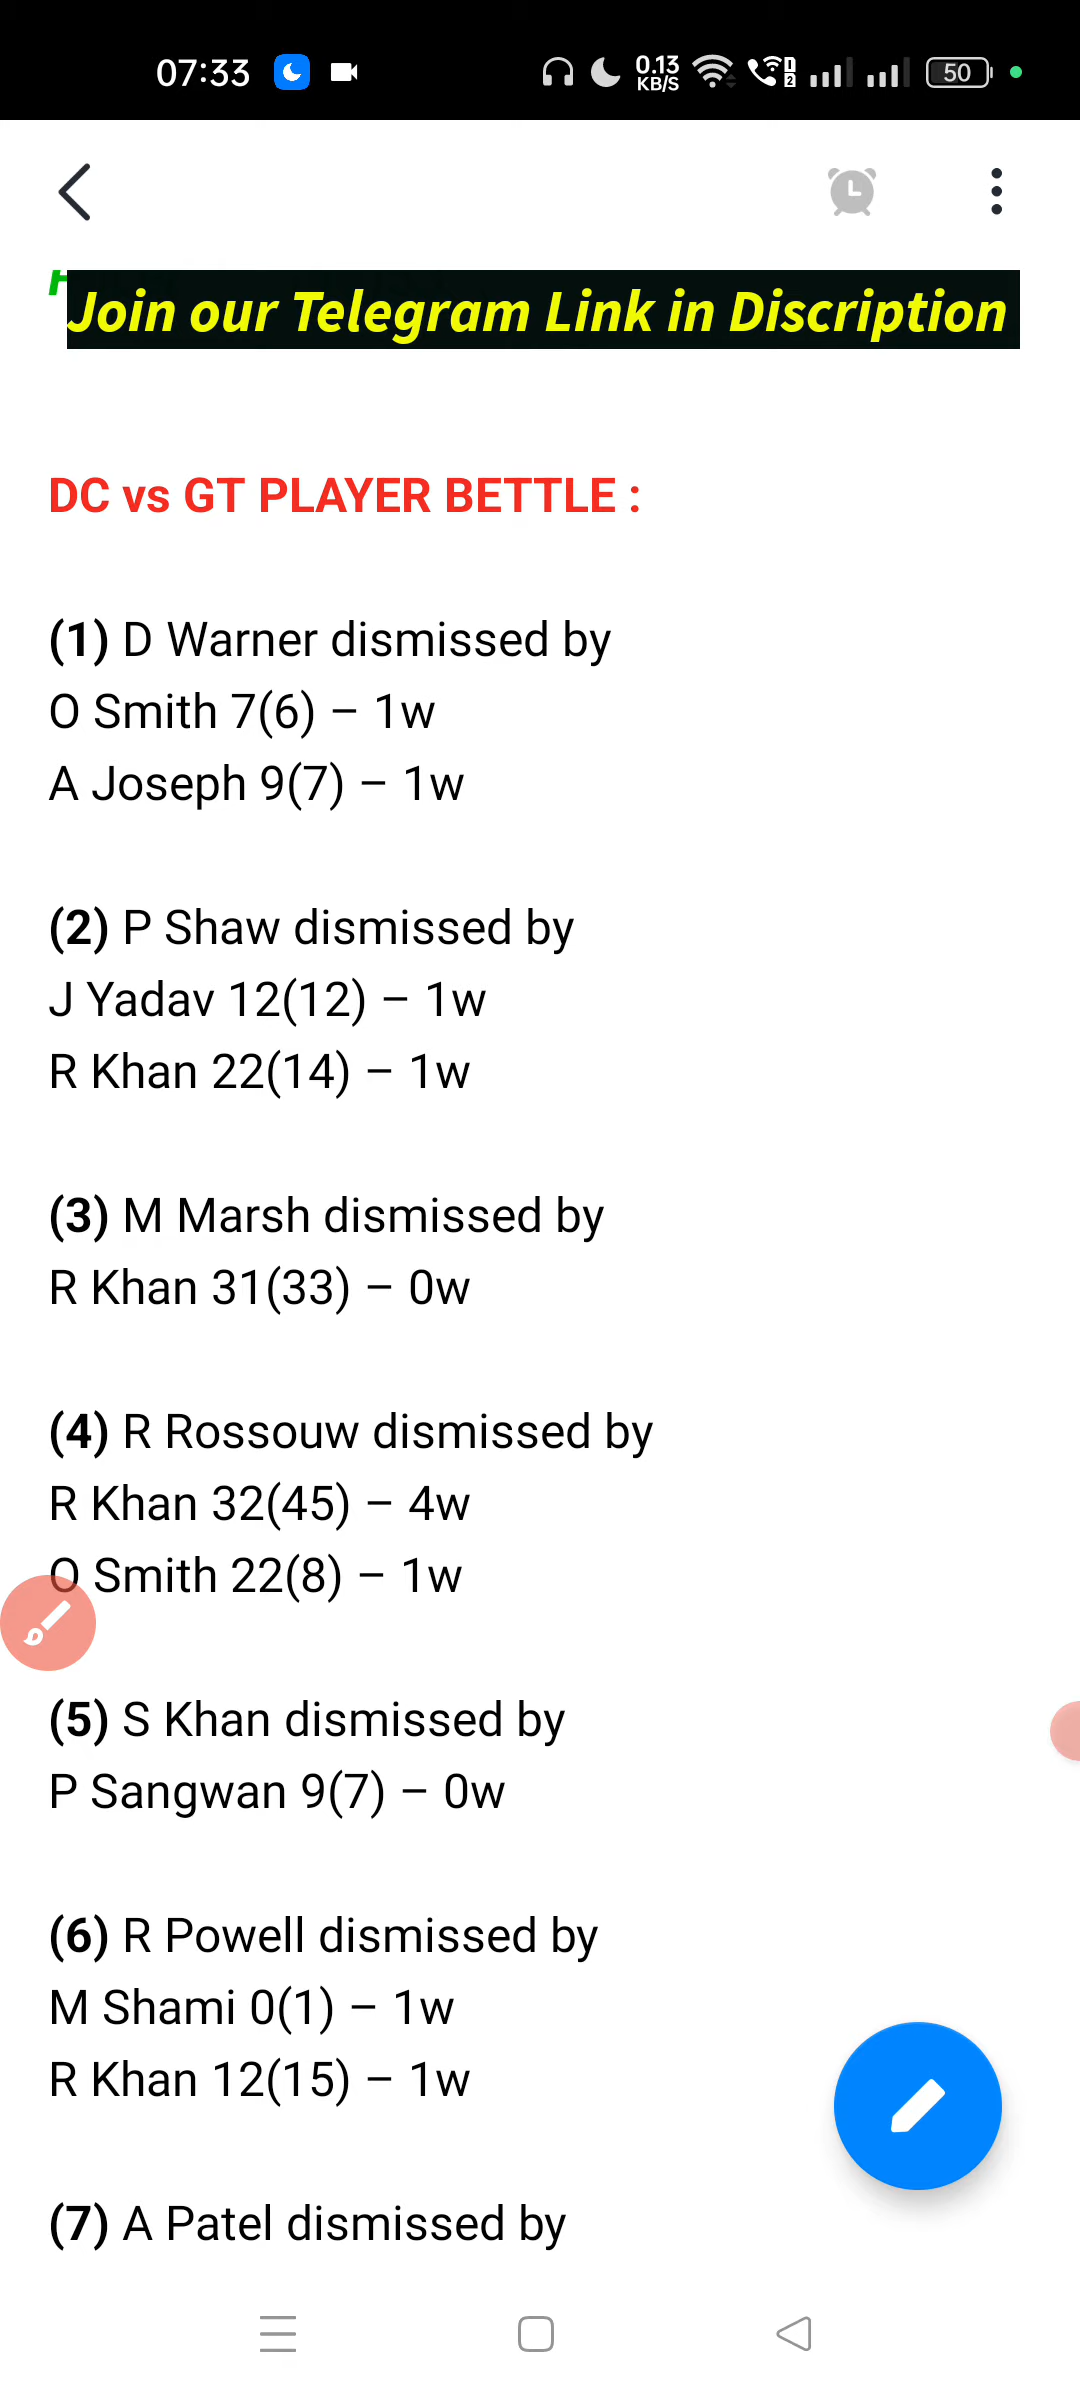 07:33
0.13
KB/S
1
2
50
Join our Telegram Link in Discription
DC vs GT PLAYER BETTLE :
(1) D Warner dismissed by
O Smith 7(6) – 1w
A Joseph 9(7) – 1w
(2) P Shaw dismissed by
J Yadav 12(12) – 1w
R Khan 22(14) – 1w
(3) M Marsh dismissed by
R Khan 31(33) – 0w
(4) R Rossouw dismissed by
R Khan 32(45) – 4w
O Smith 22(8) – 1w
(5) S Khan dismissed by
P Sangwan 9(7) – 0w
(6) R Powell dismissed by
M Shami 0(1) – 1w
R Khan 12(15) – 1w
(7) A Patel dismissed by